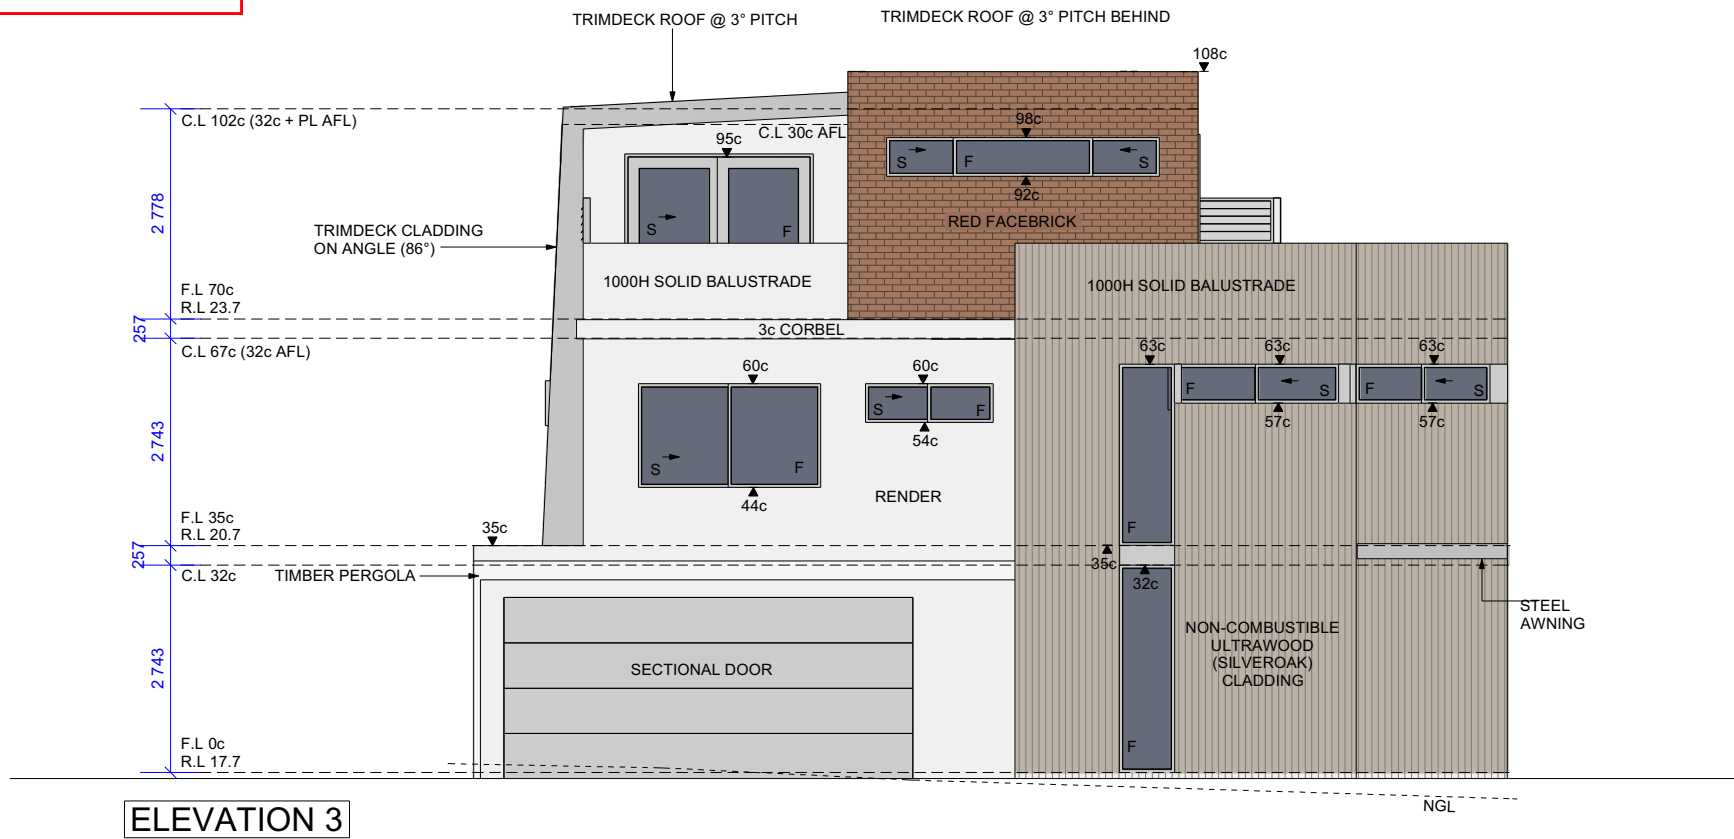 TRIMDECK ROOF @ 3° PITCH
TRIMDECK ROOF @ 3° PITCH BEHIND
108c
C.L 102c (32c + PL AFL)
98c
C.L 30c AFL
95c
S
F
S
92c
2 778
RED FACEBRICK
TRIMDECK CLADDING
ON ANGLE (86°)
S
F
1000H SOLID BALUSTRADE
1000H SOLID BALUSTRADE
F.L 70c
R.L 23.7
257
3c CORBEL
C.L 67c (32c AFL)
63c
63c
63c
60c
60c
F
S
F
S
S
F
57c
57c
54c
2 743
S
F
44c
RENDER
F.L 35c
R.L 20.7
35c
F
257
35c
C.L 32c
TIMBER PERGOLA
32c
STEEL
AWNING
NON-COMBUSTIBLE
ULTRAWOOD
(SILVEROAK)
CLADDING
2 743
SECTIONAL DOOR
F.L 0c
R.L 17.7
F
NGL
ELEVATION 3